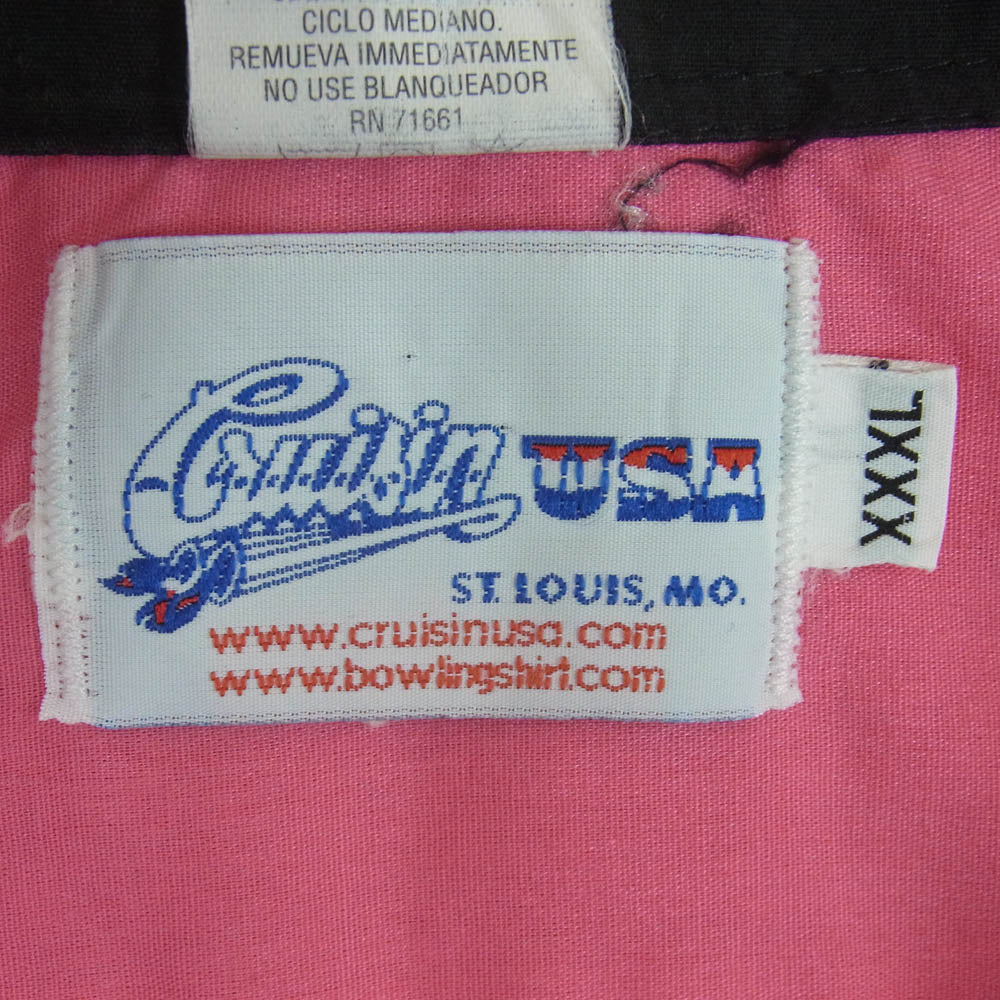 CICLO MEDIANO.
REMUEVA IMMEDIATAMENTE
NO USE BLANQUEADOR
RN 71661
Cruisin USA
ST. LOUIS, MO.
www.cruisinusa.com
www.bowlingshirt.com
XXXL